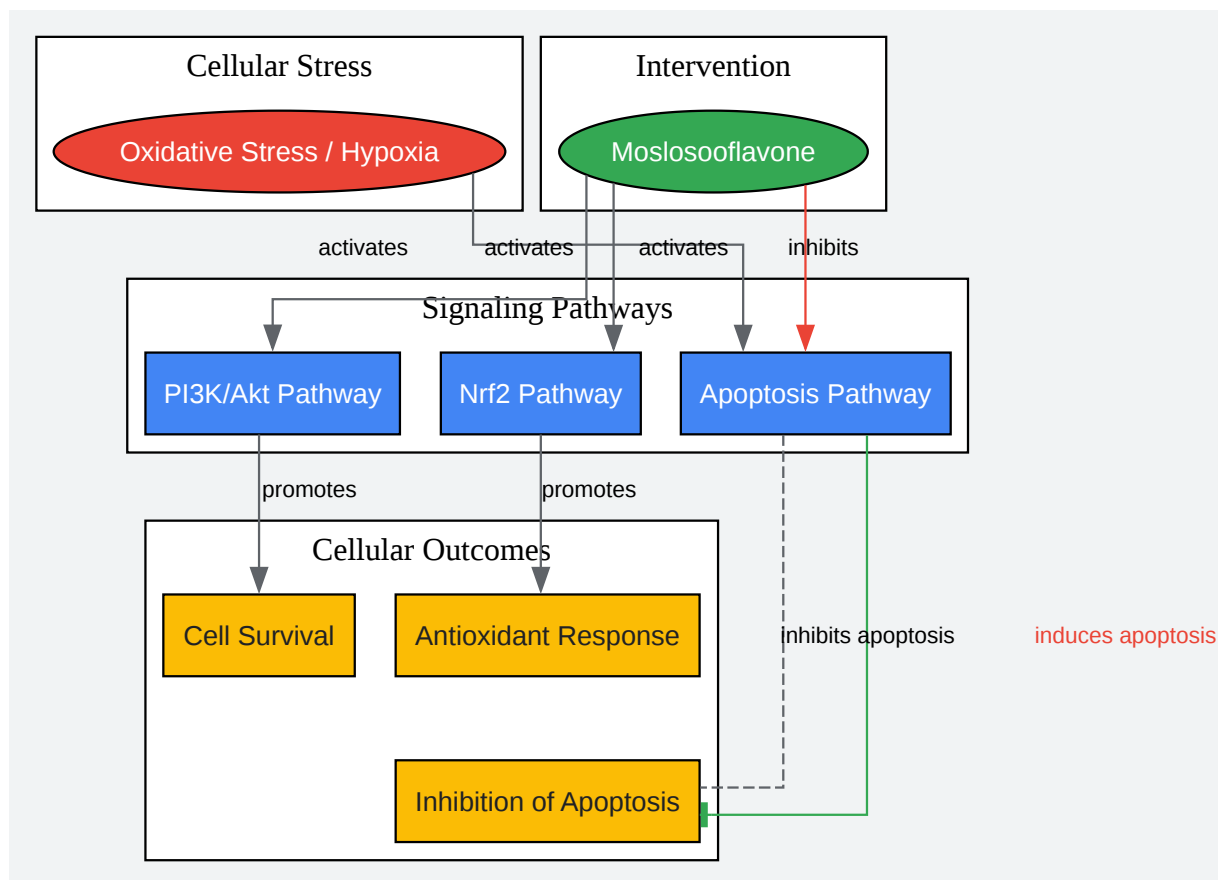 Cellular Stress
Intervention
Oxidative Stress / Hypoxia
Moslosooflavone
activates
activates
activates
inhibits
Signaling Pathways
PI3K/Akt Pathway
Nrf2 Pathway
Apoptosis Pathway
promotes
promotes
Cellular Outcomes
Cell Survival
Antioxidant Response
inhibits apoptosis
induces apoptosis
Inhibition of Apoptosis